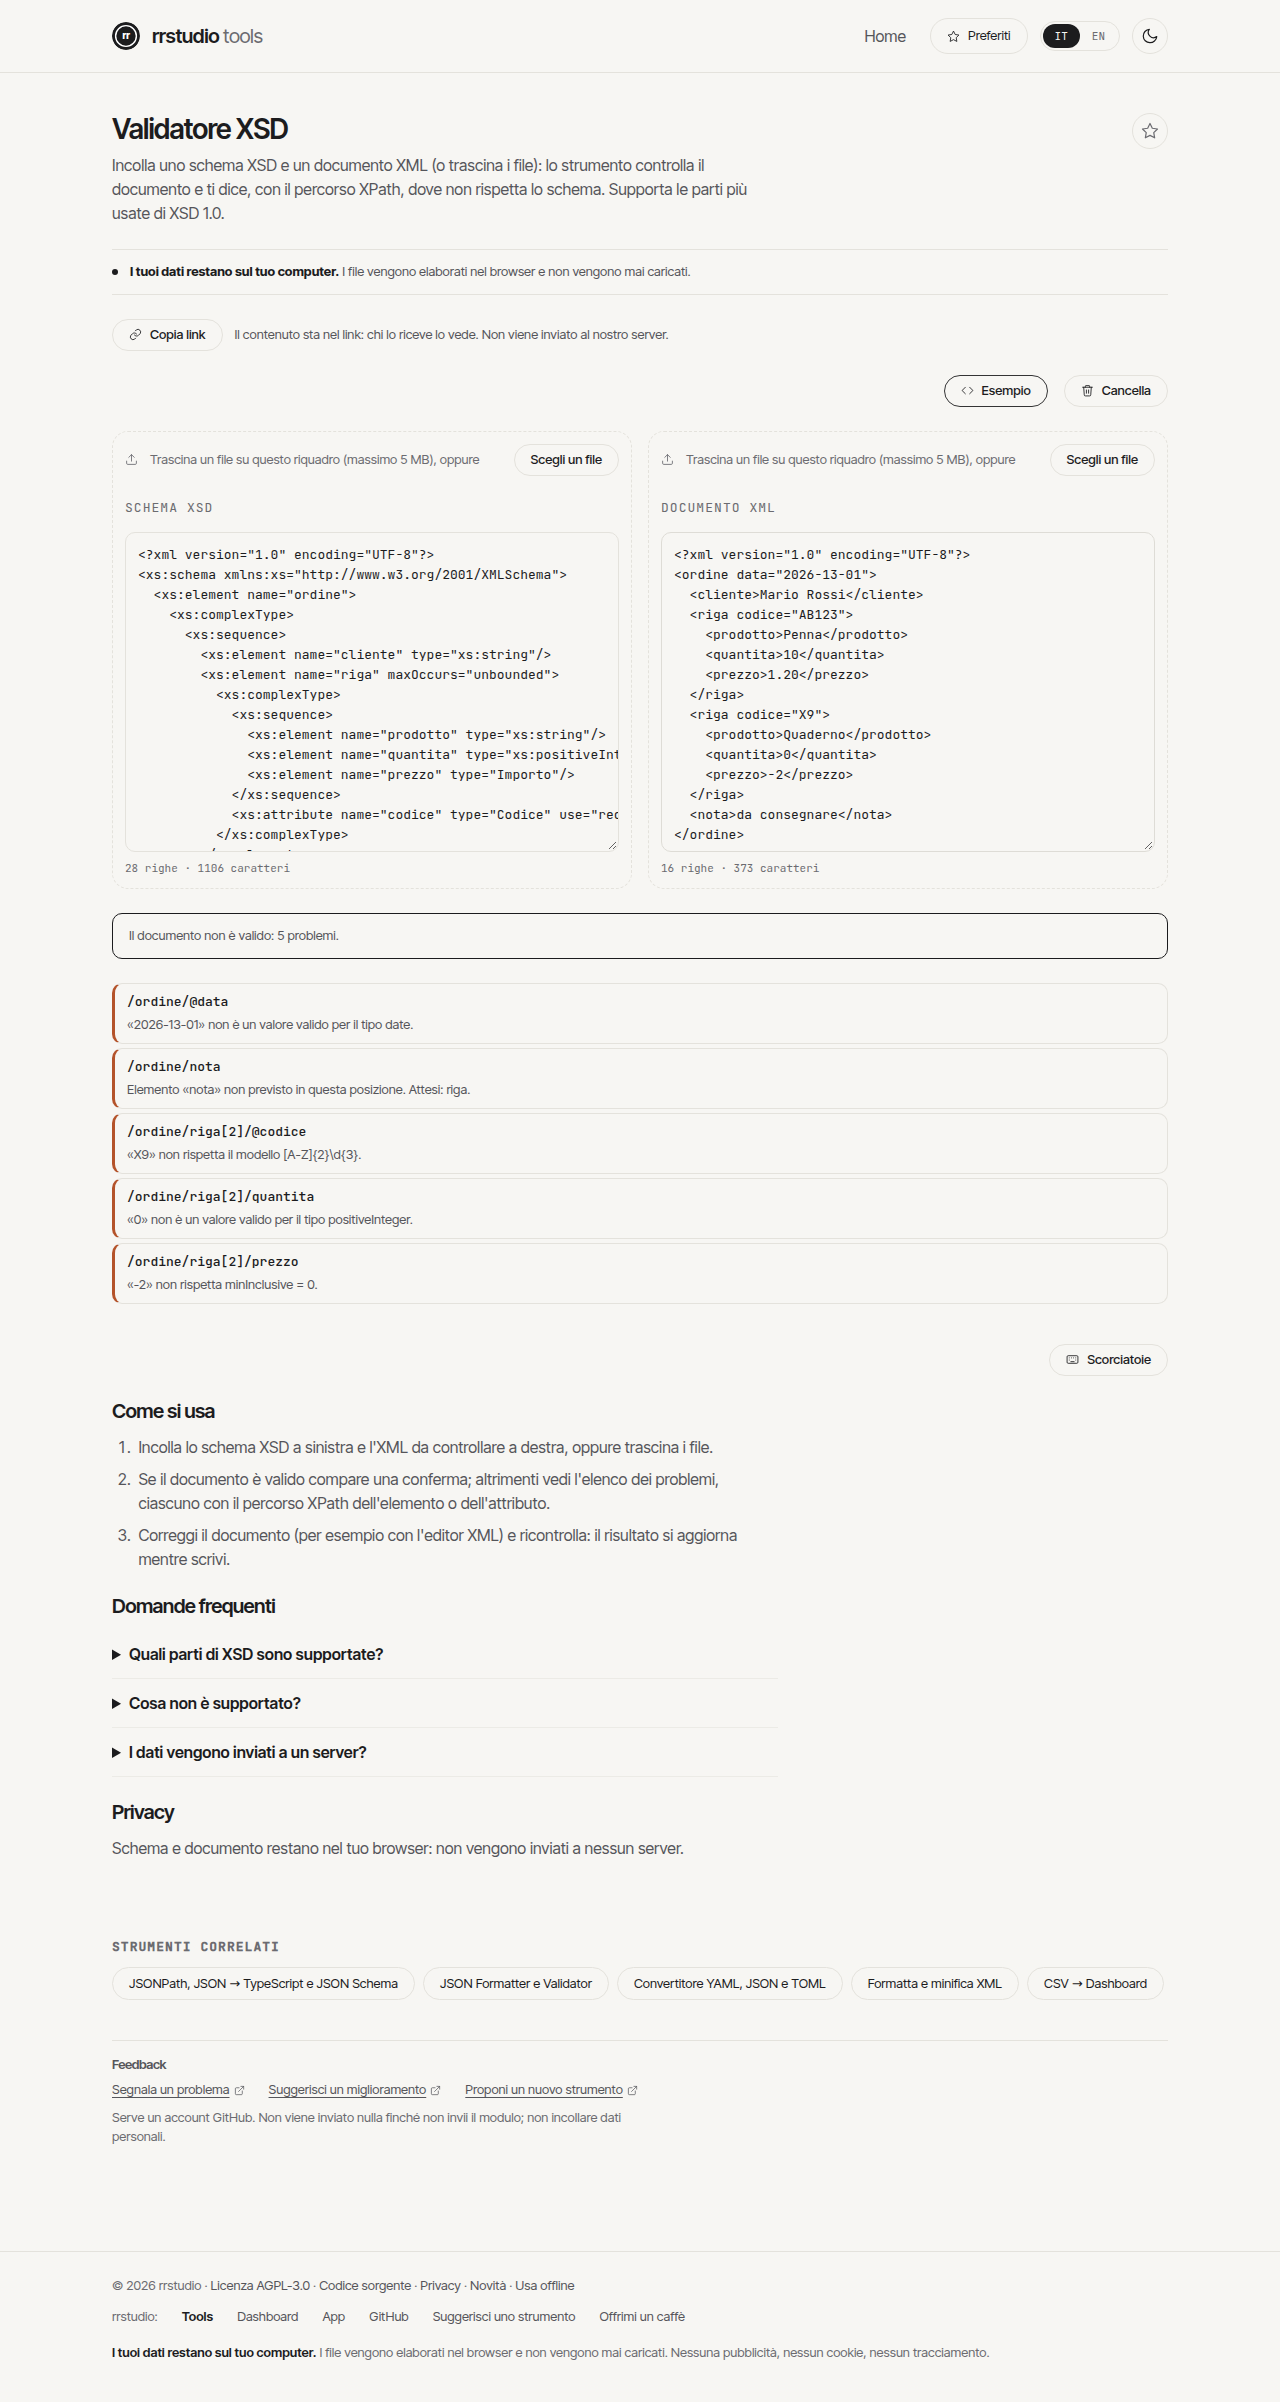 rr rrstudio tools
Home
Preferiti
IT EN
Validatore XSD
Incolla uno schema XSD e un documento XML (o trascina i file): lo strumento controlla il
documento e ti dice, con il percorso XPath, dove non rispetta lo schema. Supporta le parti più
usate di XSD 1.0.
I tuoi dati restano sul tuo computer. I file vengono elaborati nel browser e non vengono mai caricati.
Copia link
Il contenuto sta nel link: chi lo riceve lo vede. Non viene inviato al nostro server.
Esempio
Cancella
Trascina un file su questo riquadro (massimo 5 MB), oppure
Scegli un file
SCHEMA XSD
<?xml version="1.0" encoding="UTF-8"?>
<xs:schema xmlns:xs="http://www.w3.org/2001/XMLSchema">
<xs:element name="ordine">
<xs:complexType>
<xs:sequence>
<xs:element name="cliente" type="xs:string"/>
<xs:element name="riga" maxOccurs="unbounded">
<xs:complexType>
<xs:sequence>
<xs:element name="prodotto" type="xs:string"/>
<xs:element name="quantita" type="xs:positiveInt
<xs:element name="prezzo" type="Importo"/>
</xs:sequence>
<xs:attribute name="codice" type="Codice" use="req
</xs:complexType>
28 righe · 1106 caratteri
Trascina un file su questo riquadro (massimo 5 MB), oppure
Scegli un file
DOCUMENTO XML
<?xml version="1.0" encoding="UTF-8"?>
<ordine data="2026-13-01">
<cliente>Mario Rossi</cliente>
<riga codice="AB123">
<prodotto>Penna</prodotto>
<quantita>10</quantita>
<prezzo>1.20</prezzo>
</riga>
<riga codice="X9">
<prodotto>Quaderno</prodotto>
<quantita>0</quantita>
<prezzo>-2</prezzo>
</riga>
<nota>da consegnare</nota>
</ordine>
16 righe · 373 caratteri
Il documento non è valido: 5 problemi.
/ordine/@data
«2026-13-01» non è un valore valido per il tipo date.
/ordine/nota
Elemento «nota» non previsto in questa posizione. Attesi: riga.
/ordine/riga[2]/@codice
«X9» non rispetta il modello [A-Z]{2}\d{3}.
/ordine/riga[2]/quantita
«0» non è un valore valido per il tipo positiveInteger.
/ordine/riga[2]/prezzo
«-2» non rispetta minInclusive = 0.
Scorciatoie
Come si usa
1. Incolla lo schema XSD a sinistra e l'XML da controllare a destra, oppure trascina i file.
2. Se il documento è valido compare una conferma; altrimenti vedi l'elenco dei problemi,
ciascuno con il percorso XPath dell'elemento o dell'attributo.
3. Correggi il documento (per esempio con l'editor XML) e ricontrolla: il risultato si aggiorna
mentre scrivi.
Domande frequenti
Quali parti di XSD sono supportate?
Cosa non è supportato?
I dati vengono inviati a un server?
Privacy
Schema e documento restano nel tuo browser: non vengono inviati a nessun server.
STRUMENTI CORRELATI
JSONPath, JSON → TypeScript e JSON Schema
JSON Formatter e Validator
Convertitore YAML, JSON e TOML
Formatta e minifica XML
CSV → Dashboard
Feedback
Segnala un problema
Suggerisci un miglioramento
Proponi un nuovo strumento
Serve un account GitHub. Non viene inviato nulla finché non invii il modulo; non incollare dati
personali.
© 2026 rrstudio · Licenza AGPL-3.0 · Codice sorgente · Privacy · Novità · Usa offline
rrstudio: Tools Dashboard App GitHub Suggerisci uno strumento Offrimi un caffè
I tuoi dati restano sul tuo computer. I file vengono elaborati nel browser e non vengono mai caricati. Nessuna pubblicità, nessun cookie, nessun tracciamento.